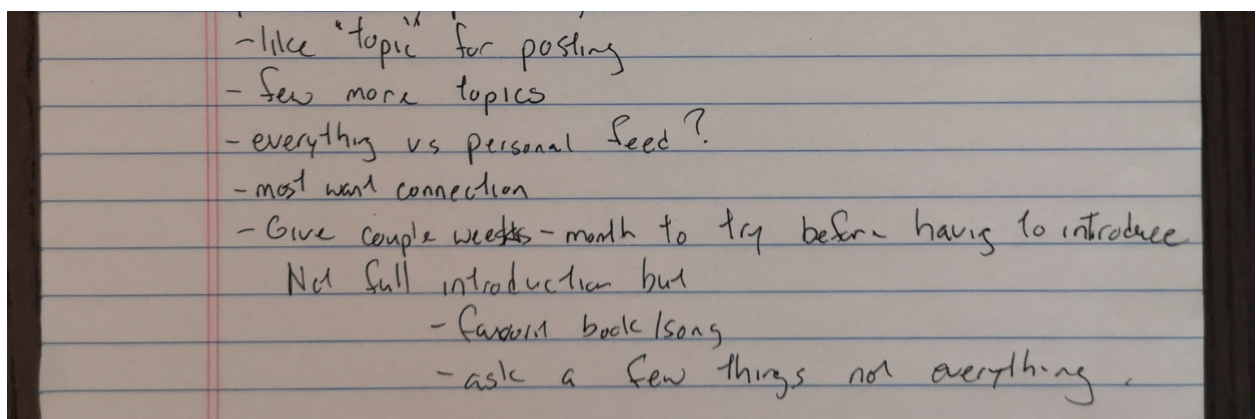 - like "topic" for posting
- few more topics
- everything vs personal feed?
- most want connection
- Give couple weeks - month to try before having to introduce
Not full introduction but
- favourit book/song
- ask a few things not everything.